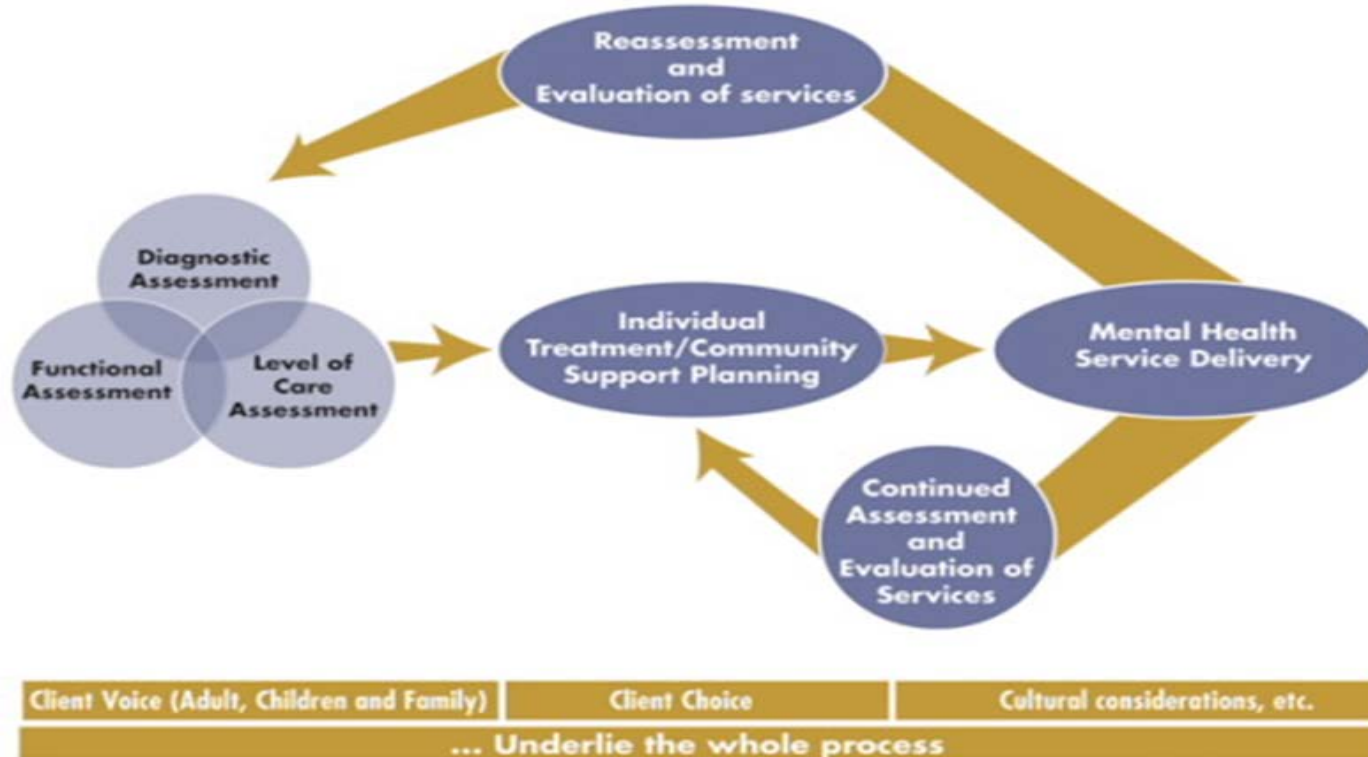 Reassessment
and
Evaluation of services
Diagnostic
Assessment
Functional
Assessment
Level of
Care
Assessment
Individual
Treatment/Community
Support Planning
Mental Health
Service Delivery
Continued
Assessment
and
Evaluation of
Services
Client Voice (Adult, Children and Family)
Client Choice
Cultural considerations, etc.
... Underlie the whole process